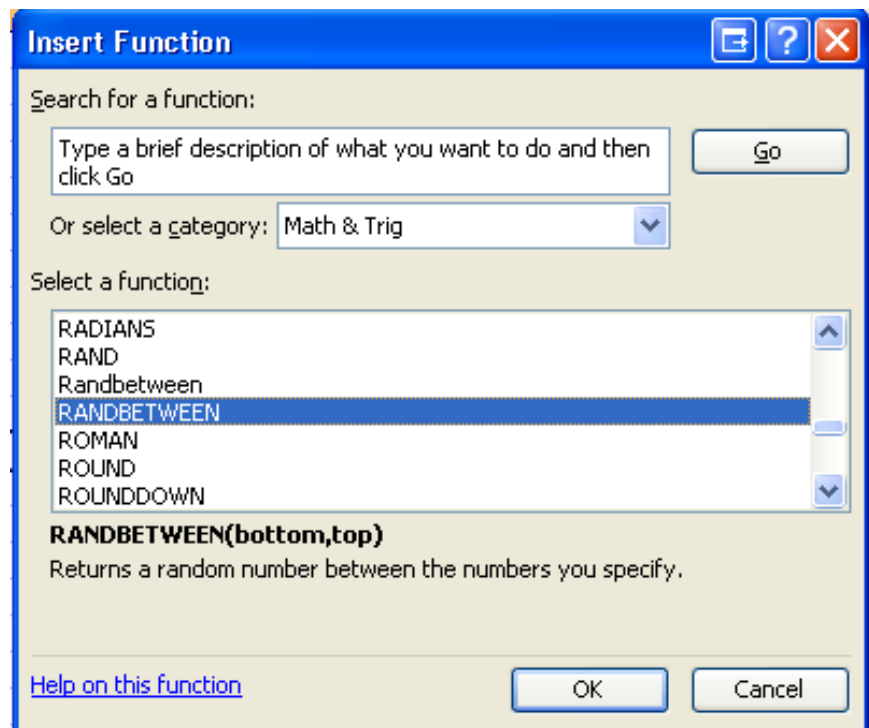 Insert Function
Search for a function:
Type a brief description of what you want to do and then
click Go
Go
Or select a category: Math & Trig
Select a function:
RADIANS
RAND
Randbetween
RANDBETWEEN
ROMAN
ROUND
ROUNDDOWN
RANDBETWEEN(bottom,top)
Returns a random number between the numbers you specify.
Help on this function
OK
Cancel